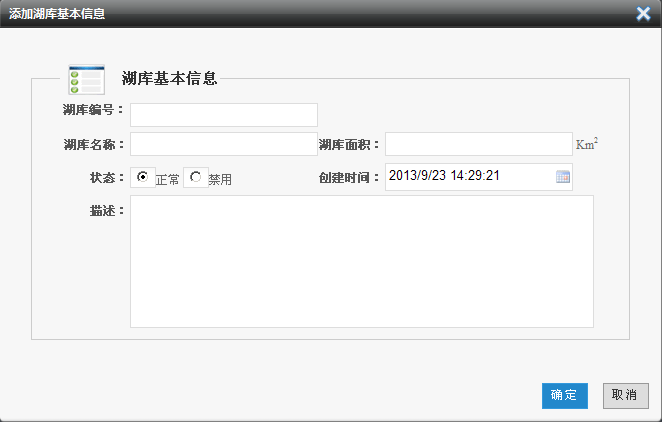 添加湖库基本信息
湖库基本信息
湖库编号：
湖库名称： 湖库面积： Km²
状态： 正常 禁用 创建时间： 2013/9/23 14:29:21
描述：
确定 取消